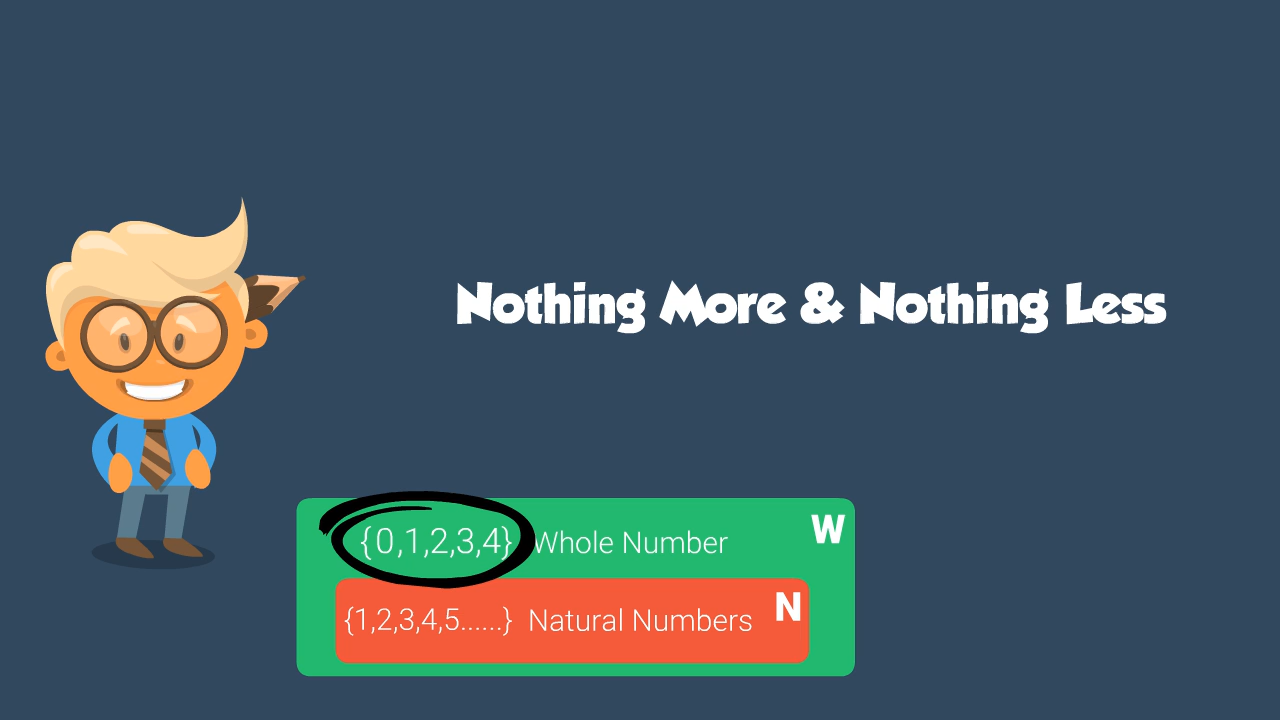 Nothing More & Nothing Less
{0,1,2,3,4} Whole Number W
{1,2,3,4,5......} Natural Numbers N